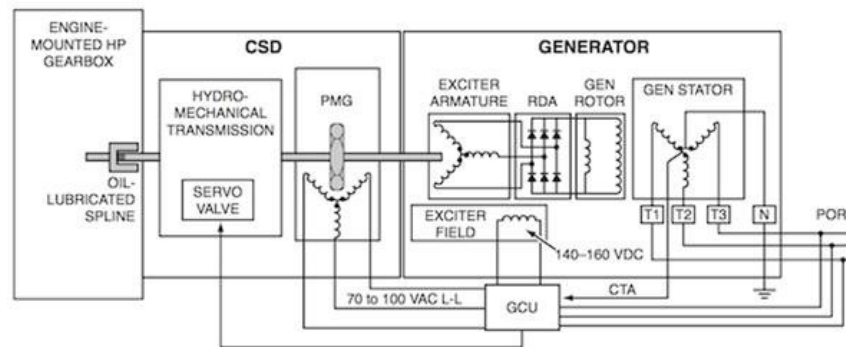 ENGINE-
MOUNTED HP
GEARBOX
CSD
GENERATOR
HYDRO-
MECHANICAL
TRANSMISSION
PMG
EXCITER
ARMATURE
RDA
GEN
ROTOR
GEN STATOR
OIL-
LUBRICATED
SPLINE
SERVO
VALVE
EXCITER
FIELD
T1
T2
T3
N
POR
140–160 VDC
70 to 100 VAC L-L
GCU
CTA